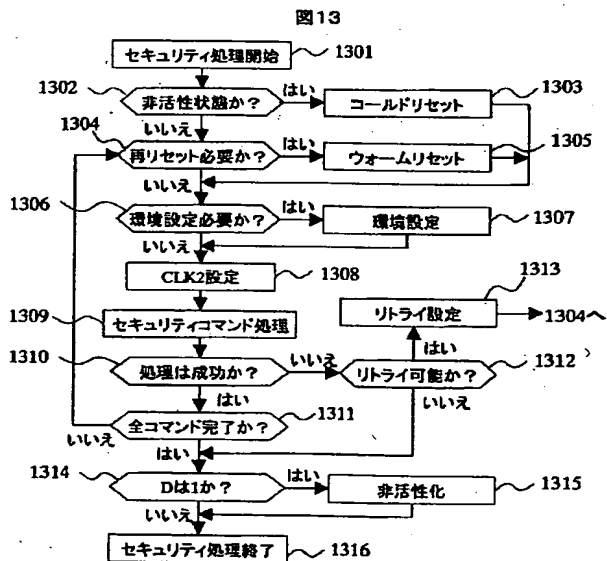 図13
セキュリティ処理開始
1301
1302
非活性状態か?
はい
コールドリセット
1303
いいえ
1304
再リセット必要か?
はい
ウォームリセット
1305
いいえ
1306
環境設定必要か?
はい
環境設定
1307
いいえ
CLK2設定
1308
1309
セキュリティコマンド処理
リトライ設定
1313
1304へ
1310
処理は成功か?
いいえ
はい
リトライ可能か?
1312
はい
いいえ
全コマンド完了か?
1311
いいえ
はい
1314
Dは1か?
はい
非活性化
1315
いいえ
セキュリティ処理終了
1316